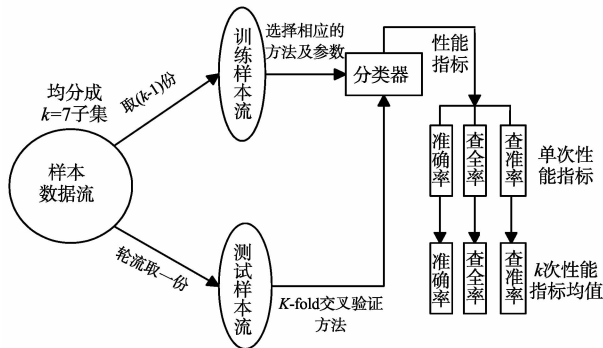 均分成
k=7子集
样本
数据流
取(k-1)份
轮流取一份
训练样本流
测试样本流
选择相应的
方法及参数
K-fold交叉验证
方法
分类器
性能
指标
准确率
查全率
查准率
单次性
能指标
准确率
查全率
查准率
k次性能
指标均值